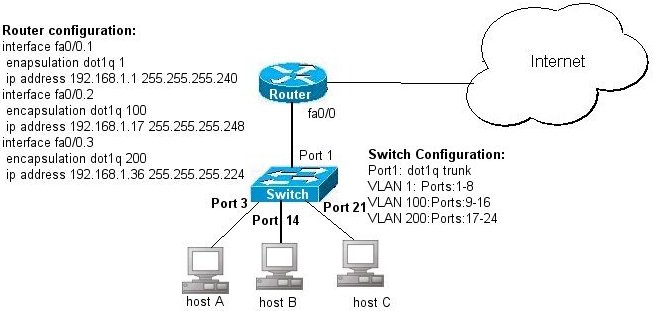 Router configuration:
interface fa0/0.1
enapsulation dot1q 1
ip address 192.168.1.1 255.255.255.240
interface fa0/0.2
encapsulation dot1q 100
ip address 192.168.1.17 255.255.255.248
interface fa0/0.3
encapsulation dot1q 200
ip address 192.168.1.36 255.255.255.224
Internet
Router
fa0/0
Port 1
Switch
Switch Configuration:
Port1: dot1q trunk
VLAN 1: Ports:1-8
VLAN 100:Ports:9-16
VLAN 200:Ports:17-24
Port 3
Port 14
Port 21
host A
host B
host C